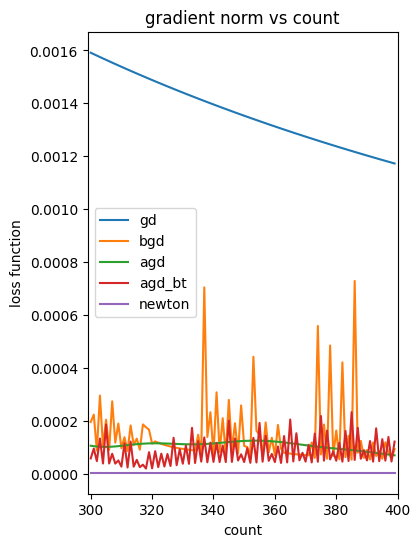 gradient norm vs count
0.0016
0.0014
0.0012
0.0010
0.0008
0.0006
0.0004
0.0002
0.0000
loss function
gd
bgd
agd
agd_bt
newton
300
320
340
360
380
400
count